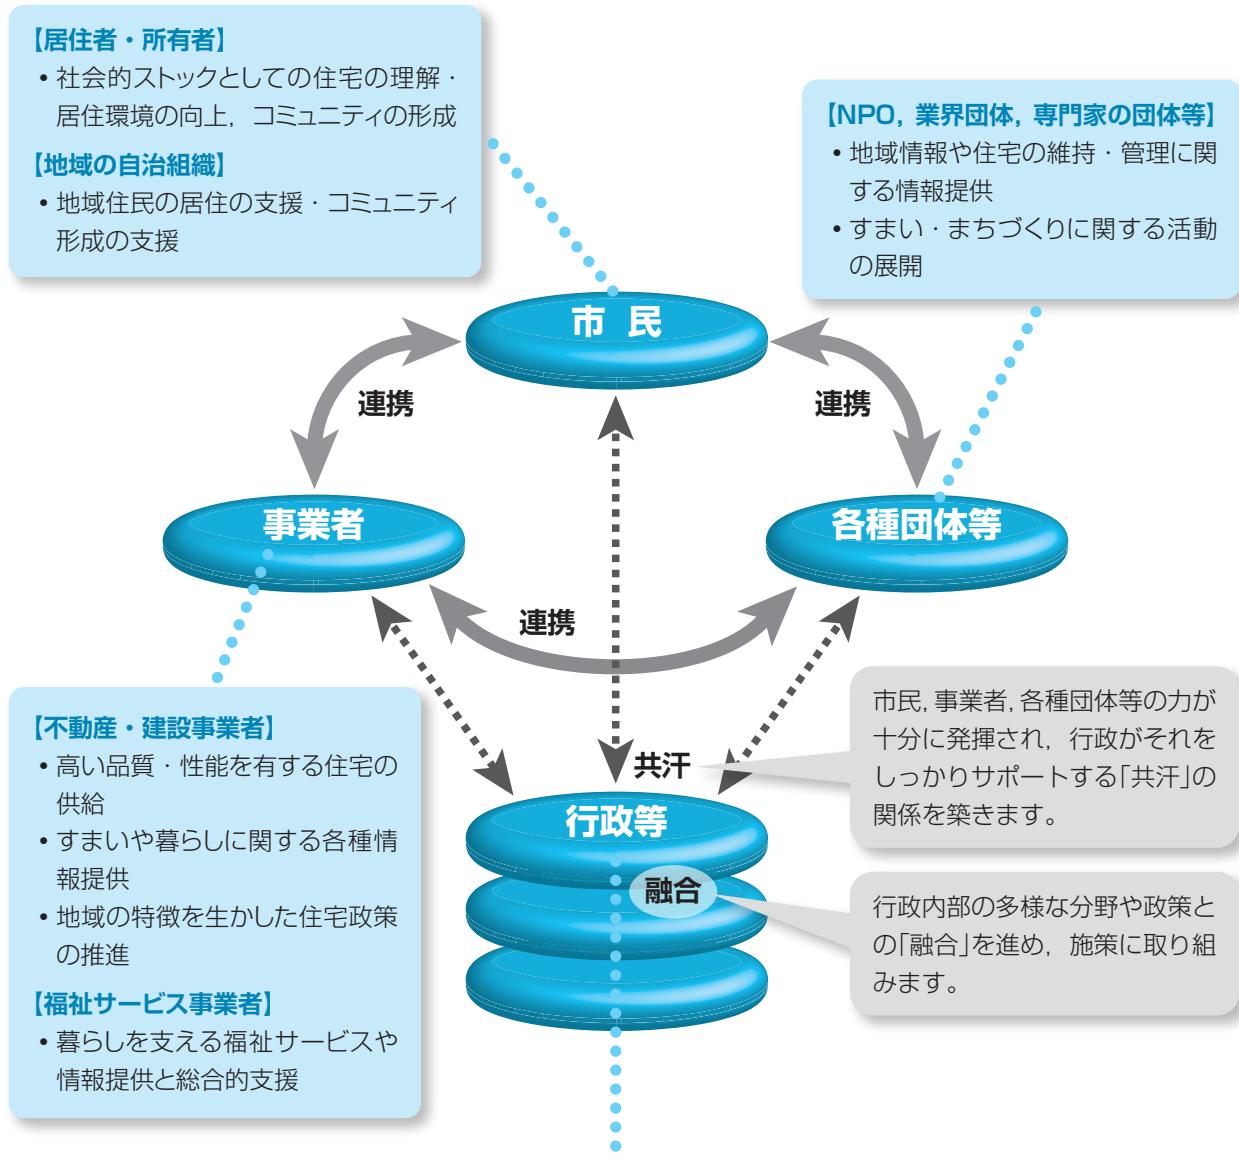 【居住者・所有者】
• 社会的ストックとしての住宅の理解・
居住環境の向上，コミュニティの形成
【地域の自治組織】
• 地域住民の居住の支援・コミュニティ
形成の支援
【NPO，業界団体，専門家の団体等】
• 地域情報や住宅の維持・管理に関
する情報提供
• すまい・まちづくりに関する活動
の展開
市 民
連携
連携
事業者
各種団体等
連携
共汗
行政等
融合
市民，事業者，各種団体等の力が
十分に発揮され，行政がそれを
しっかりサポートする「共汗」の
関係を築きます。
行政内部の多様な分野や政策と
の「融合」を進め，施策に取り組
みます。
【不動産・建設事業者】
• 高い品質・性能を有する住宅の
供給
• すまいや暮らしに関する各種情
報提供
• 地域の特徴を生かした住宅政策
の推進
【福祉サービス事業者】
• 暮らしを支える福祉サービスや
情報提供と総合的支援